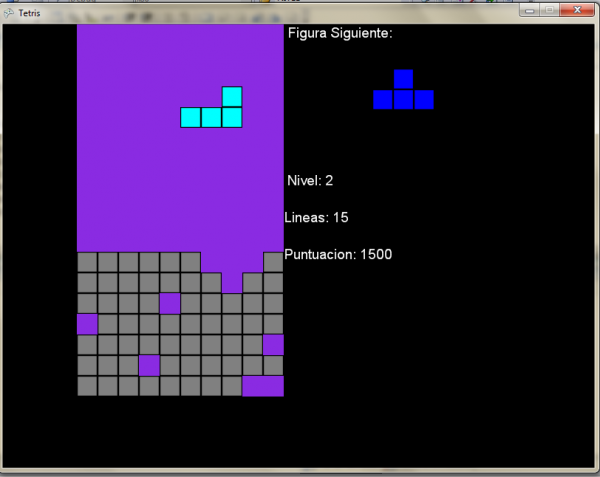 Tetris
Figura Siguiente:
Nivel: 2
Lineas: 15
Puntuacion: 1500